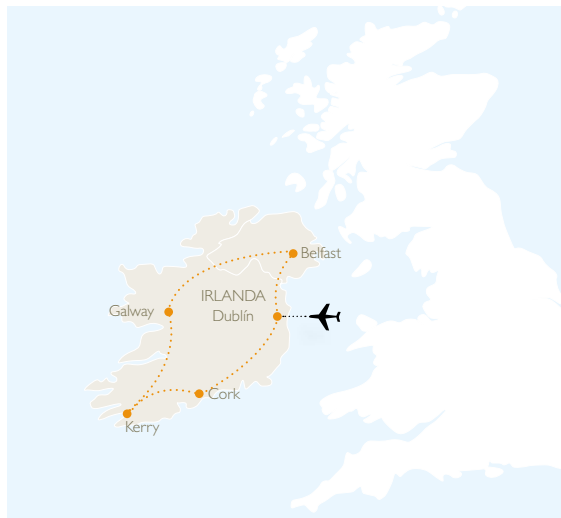 Belfast
IRLANDA
Galway
Dublín
Cork
Kerry